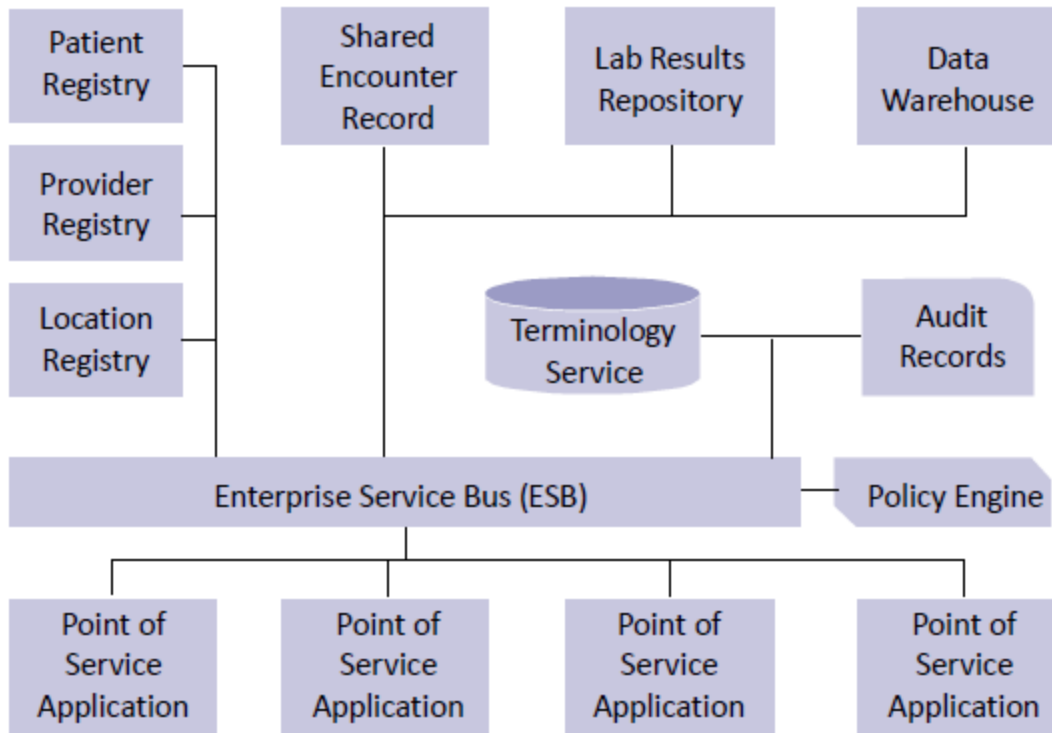 Patient
Registry
Shared
Encounter
Record
Lab Results
Repository
Data
Warehouse
Provider
Registry
Location
Registry
Terminology
Service
Audit
Records
Enterprise Service Bus (ESB)
Policy Engine
Point of
Service
Application
Point of
Service
Application
Point of
Service
Application
Point of
Service
Application